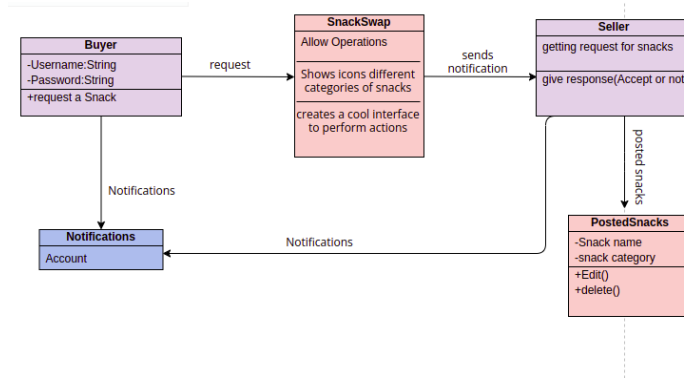 Buyer
-Username:String
-Password:String
+request a Snack
request
SnackSwap
Allow Operations
Shows icons different
categories of snacks
creates a cool interface
to perform actions
sends
notification
Seller
getting request for snacks
give response(Accept or not
posted snacks
Notifications
Notifications
Account
Notifications
PostedSnacks
-Snack name
-snack category
+Edit()
+delete()